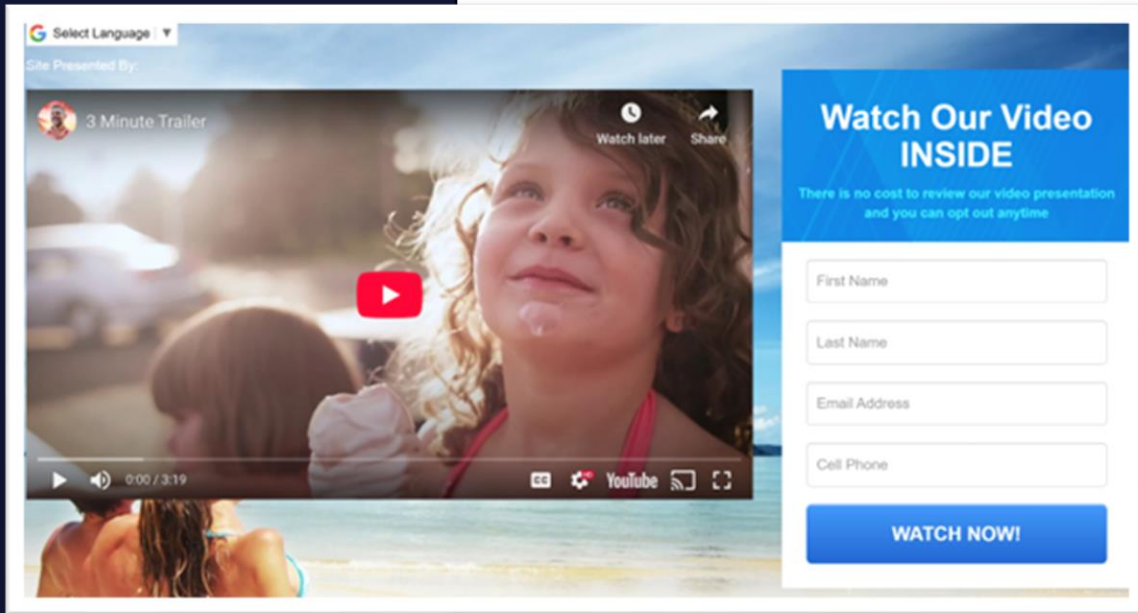 Select Language ▼
Site Presented By:
3 Minute Trailer
Watch later
Share
0:00 / 3:19
CC
HD
YouTube
Watch Our Video
INSIDE
There is no cost to review our video presentation
and you can opt out anytime
First Name
Last Name
Email Address
Cell Phone
WATCH NOW!